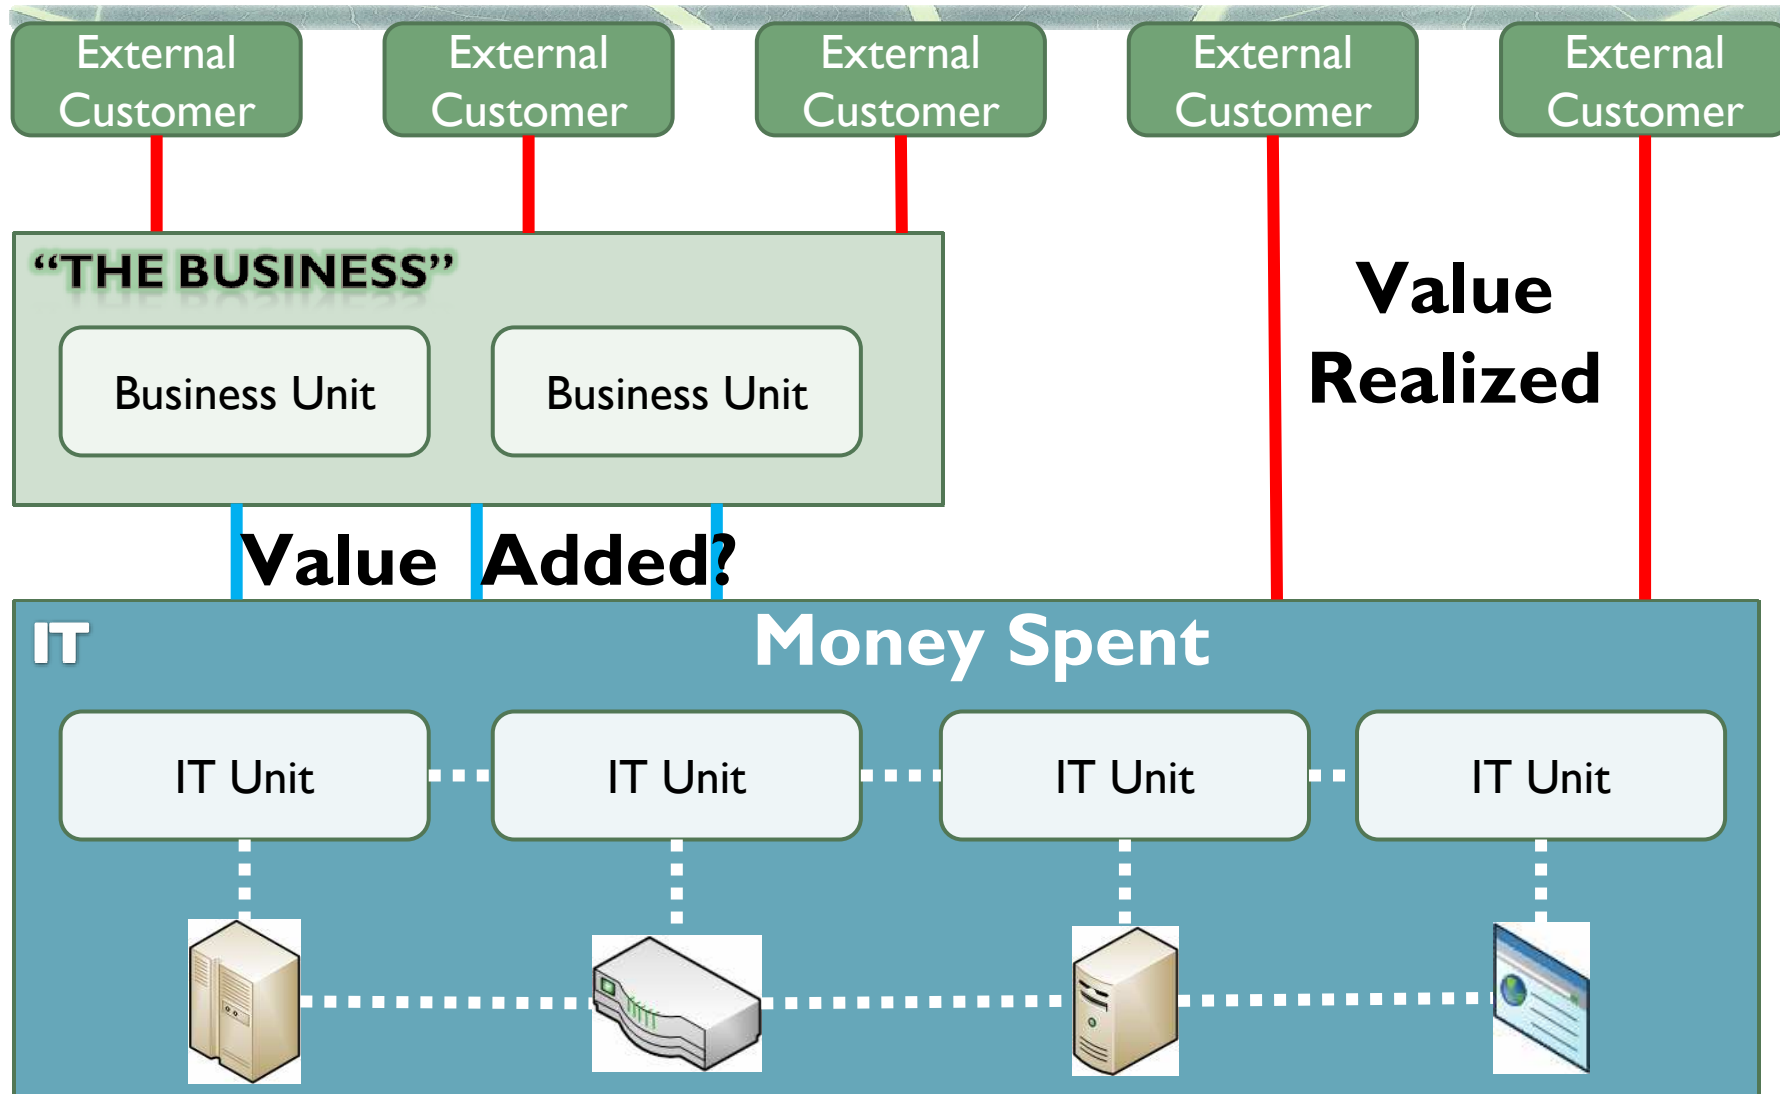 External
Customer
External
Customer
External
Customer
External
Customer
External
Customer
“THE BUSINESS”
Business Unit
Business Unit
Value
Realized
Value Added?
IT
Money Spent
IT Unit
IT Unit
IT Unit
IT Unit